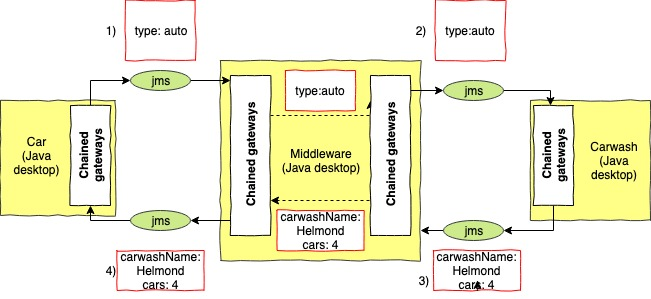 1)
type: auto
2)
type:auto
jms
jms
type:auto
Car
(Java
desktop)
Chained
gateways
Chained gateways
Middleware
(Java desktop)
Chained gateways
Chained
gateways
Carwash
(Java
desktop)
jms
carwashName:
Helmond
cars: 4
jms
4)
carwashName:
Helmond
cars: 4
3)
carwashName:
Helmond
cars: 4